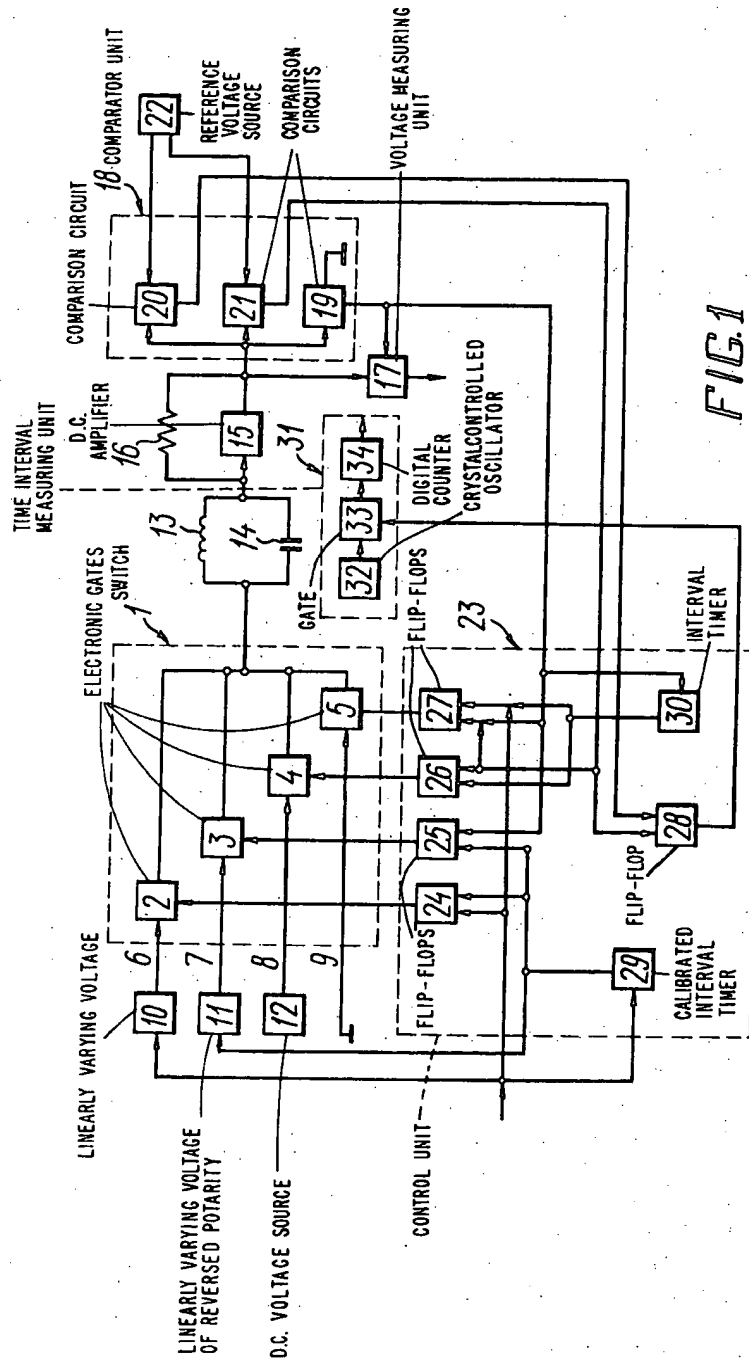 TIME INTERVAL
MEASURING UNIT
ELECTRONIC GATES
SWITCH
1
LINEARLY VARYING VOLTAGE
LINEARLY VARYING VOLTAGE
OF REVERSED POTARITY
D.C. VOLTAGE SOURCE
10
11
12
6
7
8
9
2
3
4
5
13
14
D.C.
AMPLIFIER
16
15
31
COMPARISON CIRCUIT
18 COMPARATOR UNIT
20
21
19
22
REFERENCE
VOLTAGE
SOURCE
COMPARISON
CIRCUITS
17
VOLTAGE MEASURING
UNIT
GATE
32
33
34
DIGITAL
COUNTER
CRYSTALCONTROLLED
OSCILLATOR
CONTROL UNIT
FLIP-FLOPS
24
25
26
27
FLIP-FLOPS
23
INTERVAL
TIMER
30
28
FLIP-FLOP
29
CALIBRATED
INTERVAL
TIMER
FIG.1